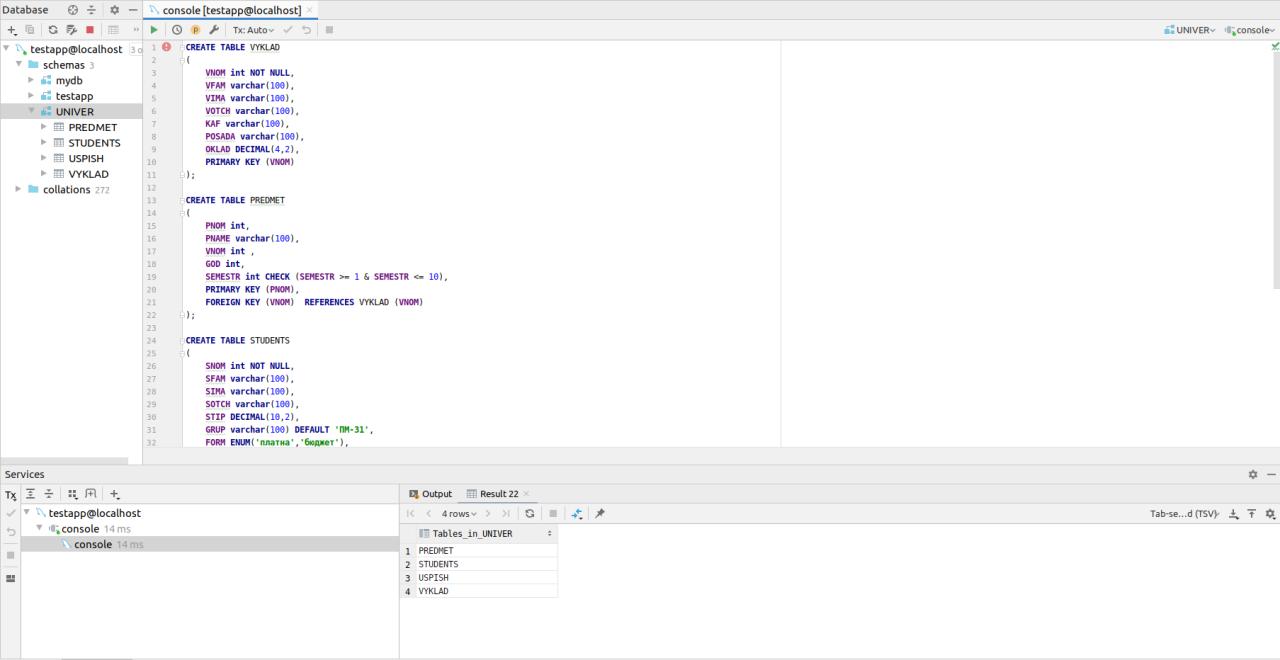 Database
console [testapp@localhost]
Tx: Auto
UNIVER
console
testapp@localhost 3 o
schemas 3
mydb
testapp
UNIVER
PREDMET
STUDENTS
USPISH
VYKLAD
collations 272
1 CREATE TABLE VYKLAD
2 (
3 VNOM int NOT NULL,
4 VFAM varchar(100),
5 VIMA varchar(100),
6 VOTCH varchar(100),
7 KAF varchar(100),
8 POSADA varchar(100),
9 OKLAD DECIMAL(4,2),
10 PRIMARY KEY (VNOM)
11 );
12
13 CREATE TABLE PREDMET
14 (
15 PNOM int,
16 PNAME varchar(100),
17 VNOM int ,
18 GOD int,
19 SEMESTR int CHECK (SEMESTR >= 1 & SEMESTR <= 10),
20 PRIMARY KEY (PNOM),
21 FOREIGN KEY (VNOM)  REFERENCES VYKLAD (VNOM)
22 );
23
24 CREATE TABLE STUDENTS
25 (
26 SNOM int NOT NULL,
27 SFAM varchar(100),
28 SIMA varchar(100),
29 SOTCH varchar(100),
30 STIP DECIMAL(10,2),
31 GRUP varchar(100) DEFAULT 'ПМ-31',
32 FORM ENUM('платна','бюджет'),
Services
Tx
testapp@localhost
console 14 ms
console 14 ms
Output
Result 22
4 rows
Tab-se...d (TSV)
Tables_in_UNIVER
1 PREDMET
2 STUDENTS
3 USPISH
4 VYKLAD